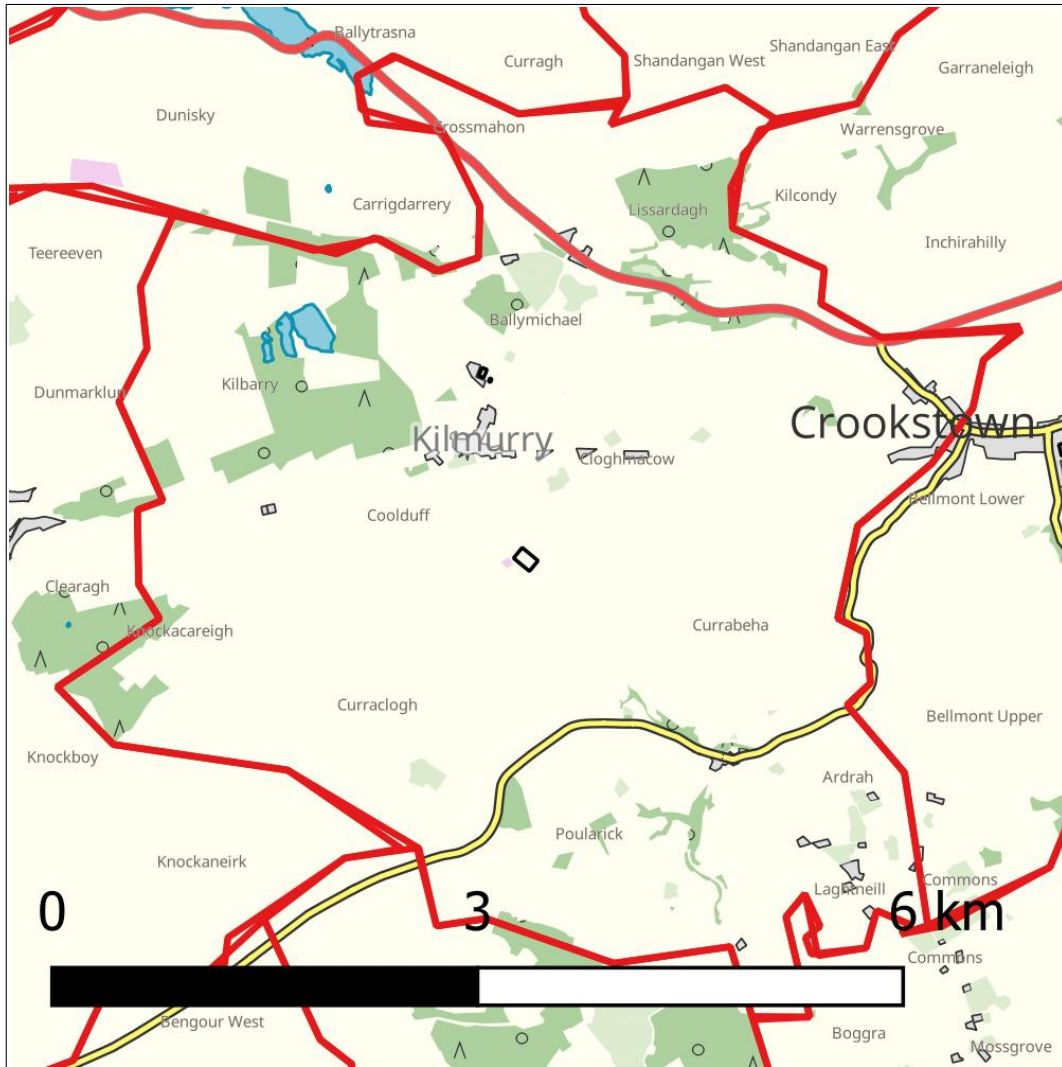 Ballytrasna
Curragh
Shandangan West
Shandangan East
Garraneleigh
Dunisky
Crossmahon
Warrensgrove
Carrigdarrery
Lissardagh
Kilcondy
Teereeven
Inchirahilly
Ballymichael
Dunmarklun
Kilbarry
Kilmurry
Crookstown
Cloghmacow
Coolduff
Bellmont Lower
Clearagh
Knockacareigh
Currabeha
Curraclogh
Bellmont Upper
Knockboy
Ardrah
Poularick
Knockaneirk
Laghtneill
Commons
0 3 6 km
Commons
Bengour West
Boggra
Mossgrove